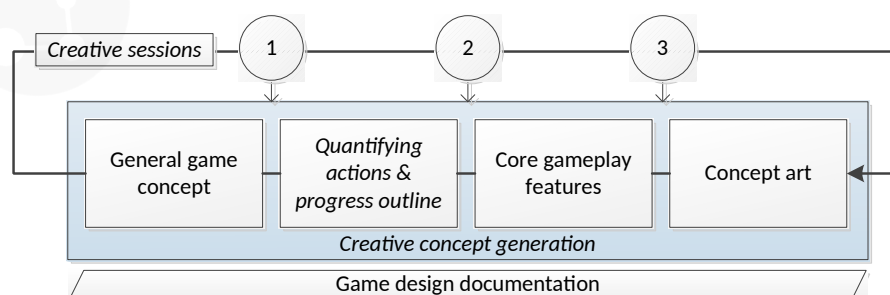 Creative sessions
1
2
3
General game
concept
Quantifying
actions &
progress outline
Core gameplay
features
Concept art
Creative concept generation
Game design documentation